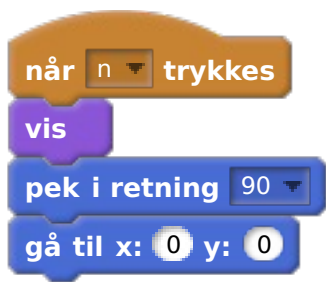 når n trykkes
vis
pek i retning 90
gå til x: 0 y: 0